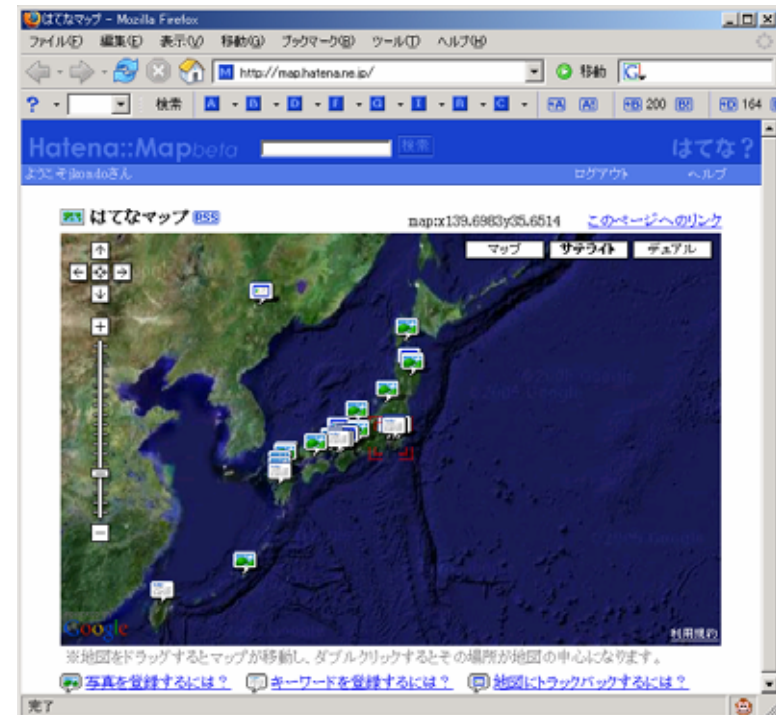 はてなマップ - Mozilla Firefox
ファイル(F) 編集(E) 表示(V) 移動(G) ブックマーク(B) ツール(T) ヘルプ(H)
http://map.hatena.ne.jp/ 移動 G
? 検索 A B D F G I R G +A A! +B 200 B! +D 164
Hatena::Mapbeta 検索 はてな?
ようこそjkondoさん ログアウト ヘルプ
はてなマップ RSS map:x139.6983y35.6514 このページへのリンク
マップ サテライト デュアル
Google 利用規約
※地図をドラッグするとマップが移動し、ダブルクリックするとその場所が地図の中心になります。
写真を登録するには? キーワードを登録するには? 地図にトラックバックするには?
完了